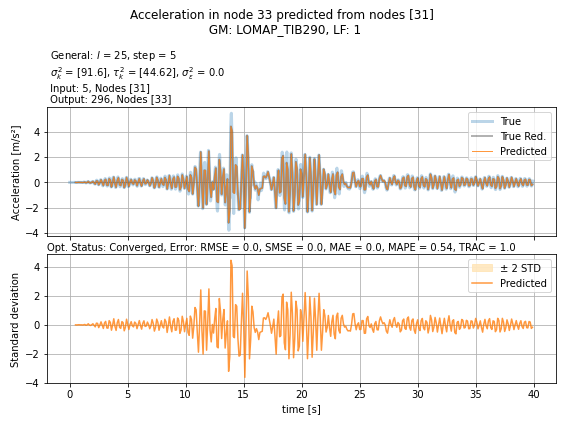 Acceleration in node 33 predicted from nodes [31]
GM: LOMAP_TIB290, LF: 1
General: l = 25, step = 5
σ²ₖ = [91.6], τ²ₖ = [44.62], σ²ε = 0.0
Input: 5, Nodes [31]
Output: 296, Nodes [33]
True
True Red.
Predicted
Acceleration [m/s²]
4
2
0
−2
−4
Opt. Status: Converged, Error: RMSE = 0.0, SMSE = 0.0, MAE = 0.0, MAPE = 0.54, TRAC = 1.0
± 2 STD
Predicted
Standard deviation
4
2
0
−2
−4
0 5 10 15 20 25 30 35 40
time [s]